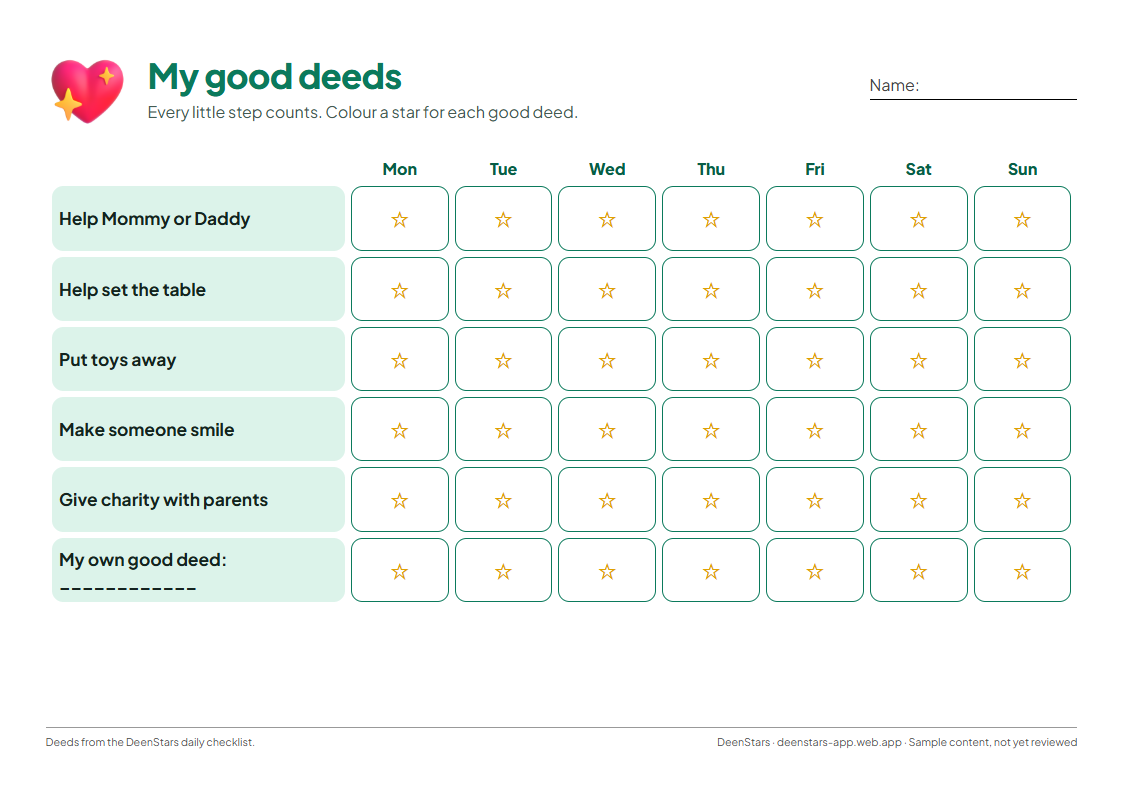 My good deeds
Every little step counts. Colour a star for each good deed.
Name:
Mon Tue Wed Thu Fri Sat Sun
Help Mommy or Daddy ☆ ☆ ☆ ☆ ☆ ☆ ☆
Help set the table ☆ ☆ ☆ ☆ ☆ ☆ ☆
Put toys away ☆ ☆ ☆ ☆ ☆ ☆ ☆
Make someone smile ☆ ☆ ☆ ☆ ☆ ☆ ☆
Give charity with parents ☆ ☆ ☆ ☆ ☆ ☆ ☆
My own good deed:
____________ ☆ ☆ ☆ ☆ ☆ ☆ ☆
Deeds from the DeenStars daily checklist.
DeenStars · deenstars-app.web.app · Sample content, not yet reviewed